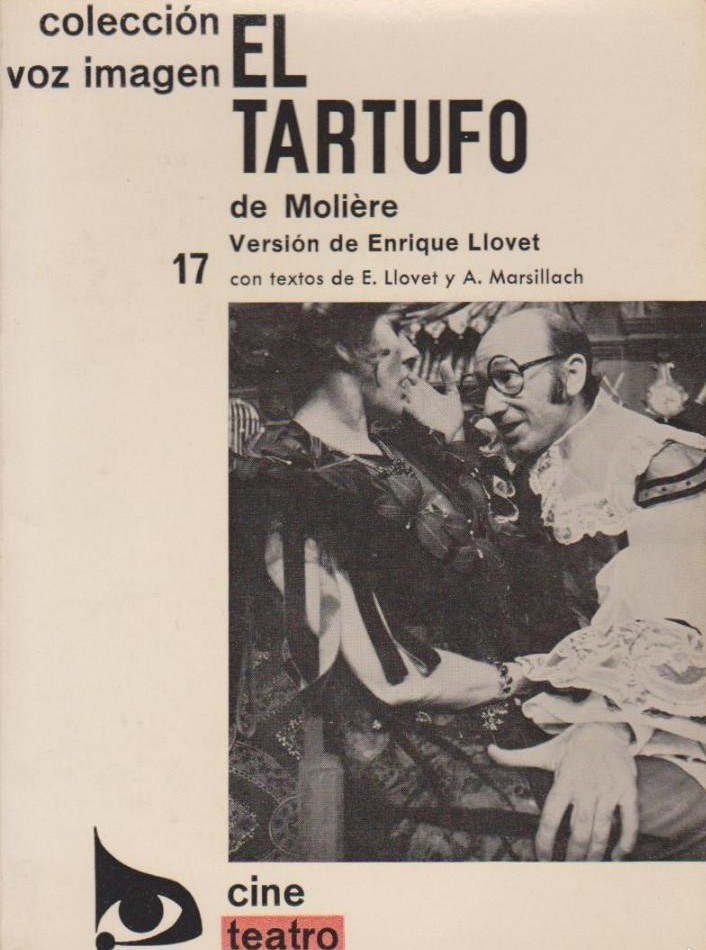 colección
voz imagen
EL
TARTUFO
de Molière
Versión de Enrique Llovet
17
con textos de E. Llovet y A. Marsillach
cine
teatro